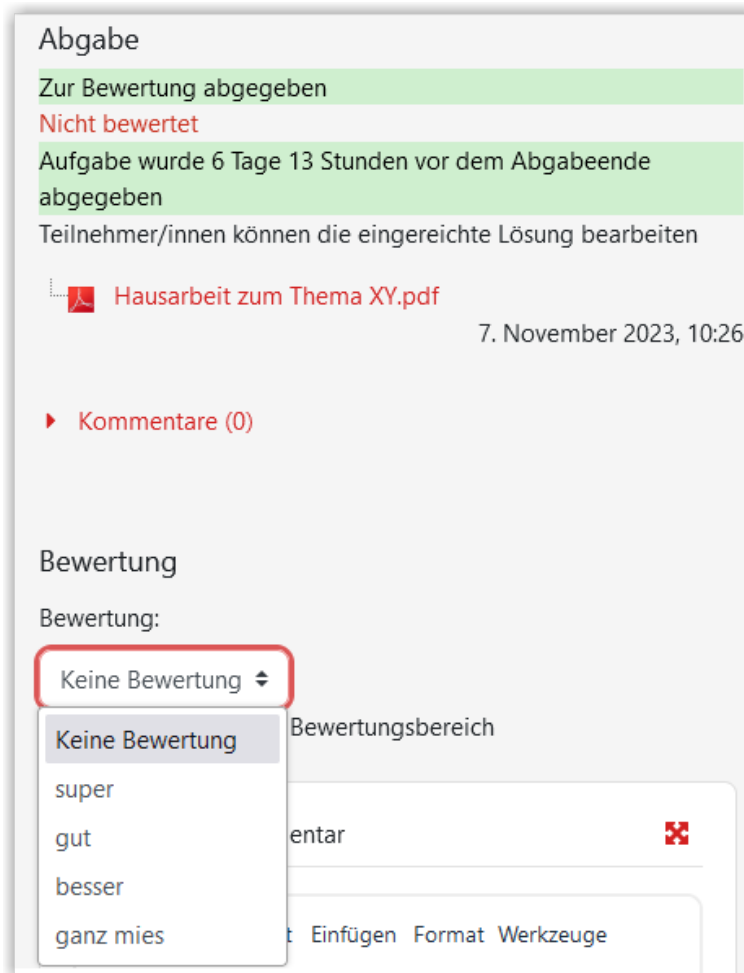 Abgabe
Zur Bewertung abgegeben
Nicht bewertet
Aufgabe wurde 6 Tage 13 Stunden vor dem Abgabeende
abgegeben
Teilnehmer/innen können die eingereichte Lösung bearbeiten
Hausarbeit zum Thema XY.pdf
7. November 2023, 10:26
Kommentare (0)
Bewertung
Bewertung:
Keine Bewertung
Bewertungsbereich
Keine Bewertung
super
gut
entar
besser
ganz mies
t Einfügen Format Werkzeuge